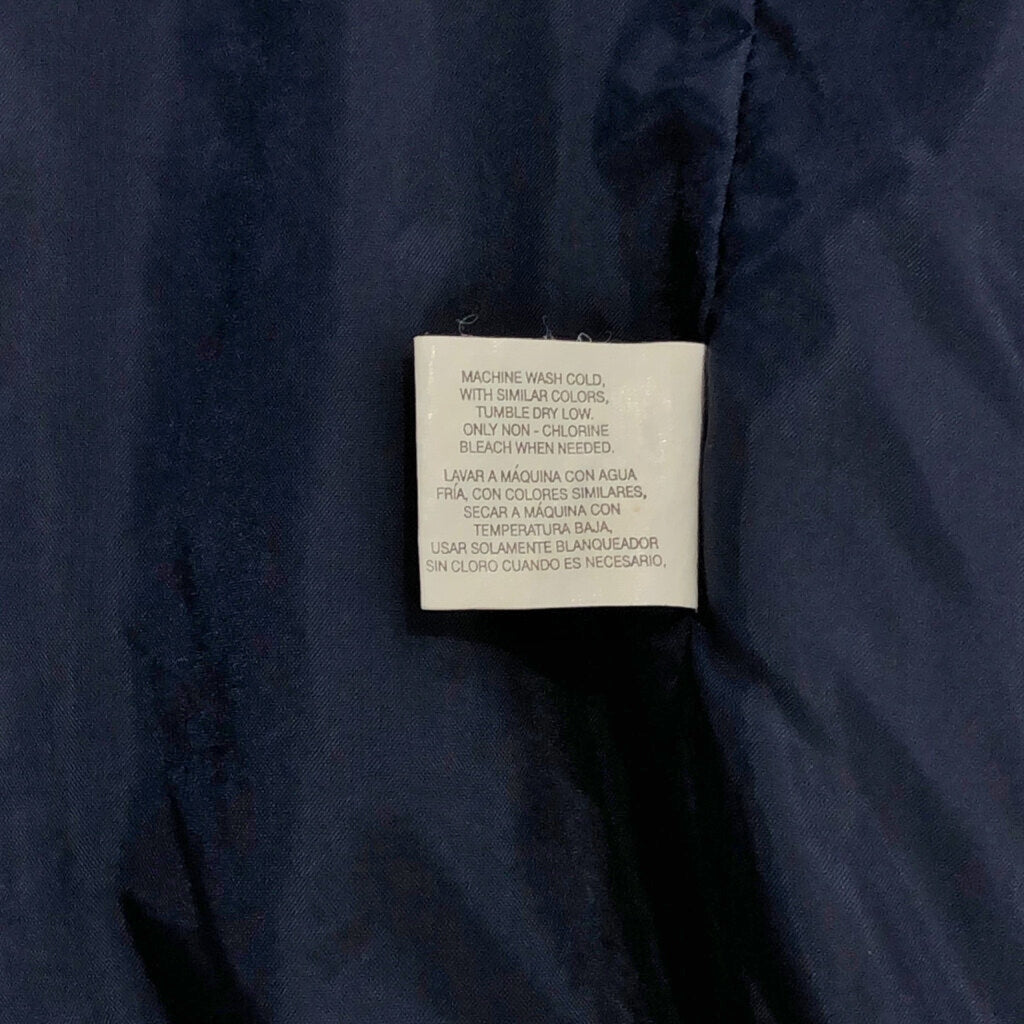 MACHINE WASH COLD,
WITH SIMILAR COLORS,
TUMBLE DRY LOW.
ONLY NON - CHLORINE
BLEACH WHEN NEEDED.
LAVAR A MÁQUINA CON AGUA
FRÍA, CON COLORES SIMILARES,
SECAR A MÁQUINA CON
TEMPERATURA BAJA,
USAR SOLAMENTE BLANQUEADOR
SIN CLORO CUANDO ES NECESARIO,